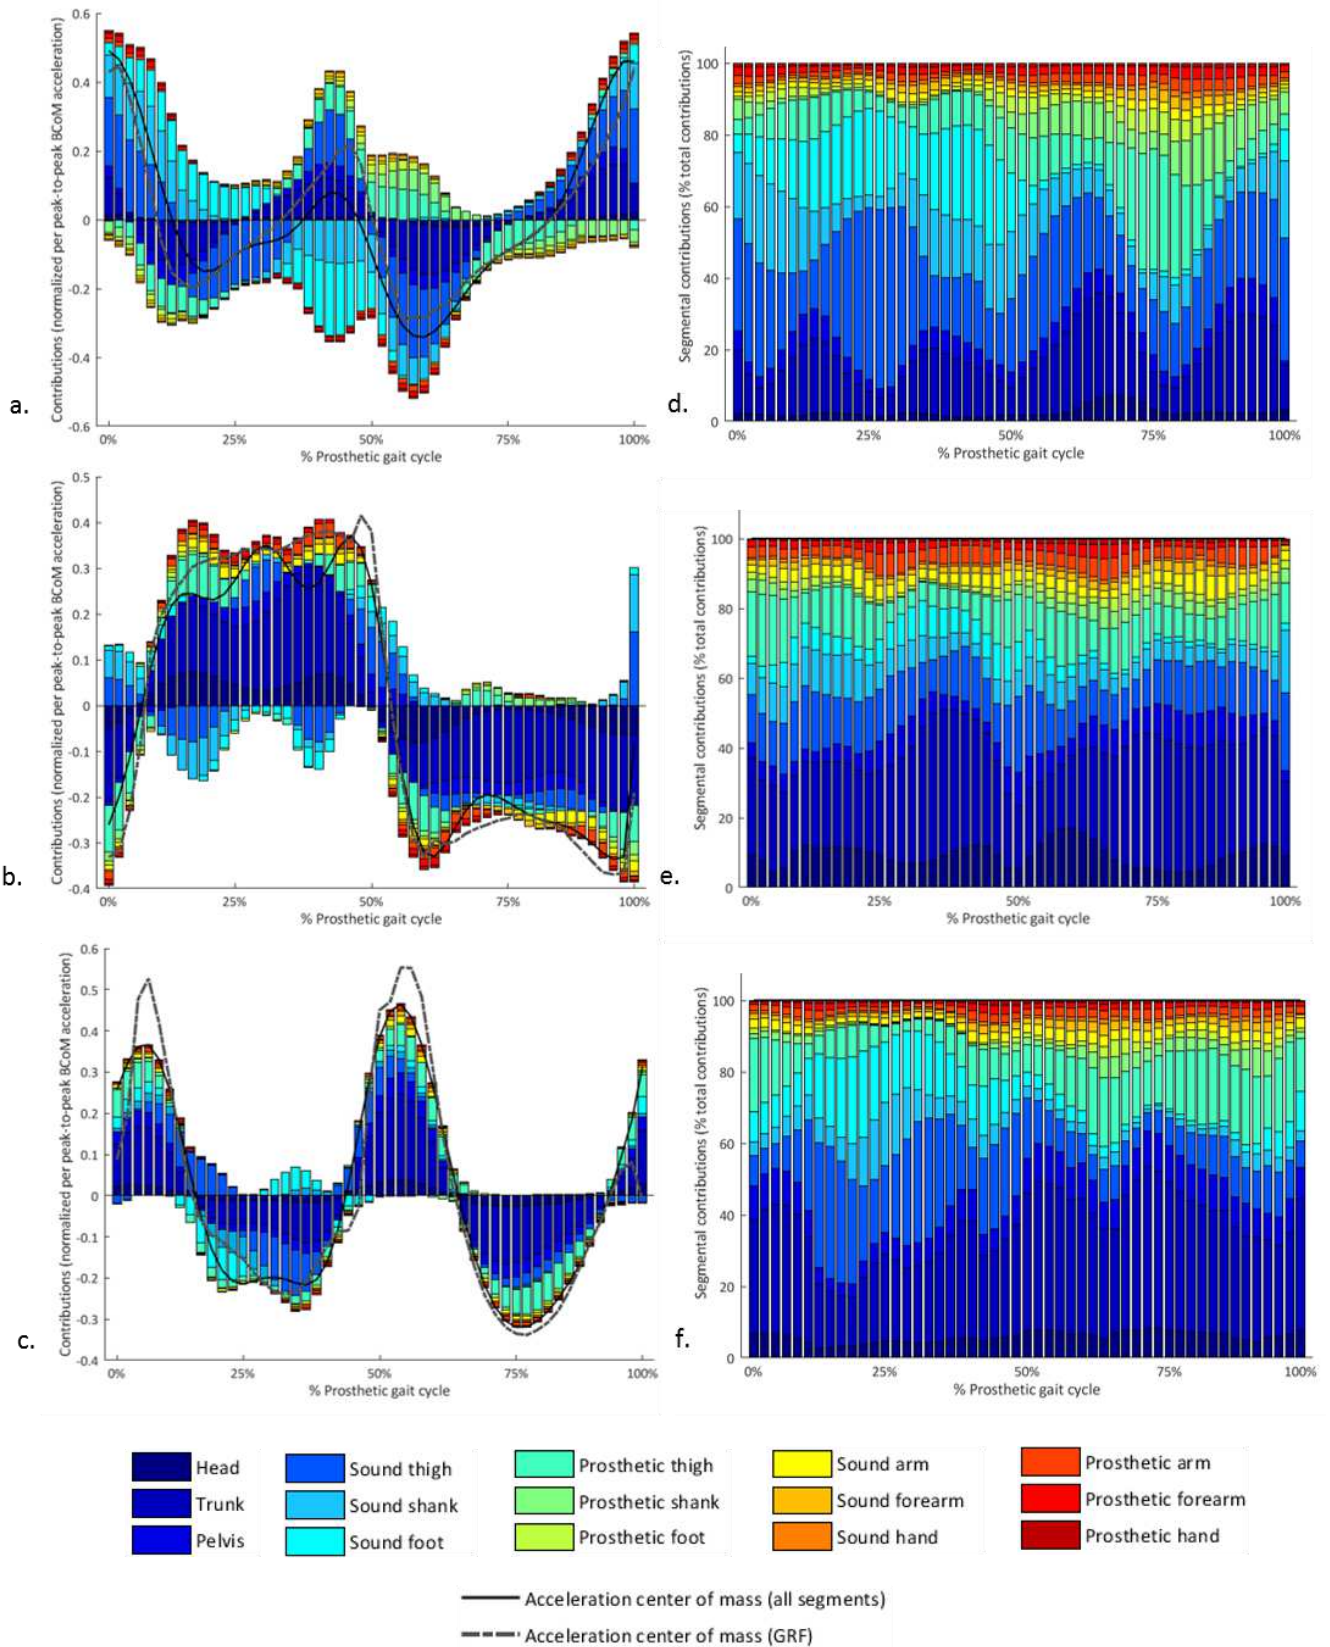 Contributions (normalized per peak-to-peak BCoM acceleration)
0.6
0.4
0.2
0
-0.2
-0.4
-0.6
0%
25%
50%
75%
100%
% Prosthetic gait cycle
a.
Segmental contributions (% total contributions)
100
80
60
40
20
0
0%
25%
50%
75%
100%
% Prosthetic gait cycle
d.
Contributions (normalized per peak-to-peak BCoM acceleration)
0.5
0.4
0.3
0.2
0.1
0
-0.1
-0.2
-0.3
-0.4
0%
25%
50%
75%
100%
% Prosthetic gait cycle
b.
Segmental contributions (% total contributions)
100
80
60
40
20
0
0%
25%
50%
75%
100%
% Prosthetic gait cycle
e.
Contributions (normalized per peak-to-peak BCoM acceleration)
0.6
0.5
0.4
0.3
0.2
0.1
0
-0.1
-0.2
-0.3
-0.4
0%
25%
50%
75%
100%
% Prosthetic gait cycle
c.
Segmental contributions (% total contributions)
100
80
60
40
20
0
0%
25%
50%
75%
100%
% Prosthetic gait cycle
f.
Head
Trunk
Pelvis
Sound thigh
Sound shank
Sound foot
Prosthetic thigh
Prosthetic shank
Prosthetic foot
Sound arm
Sound forearm
Sound hand
Prosthetic arm
Prosthetic forearm
Prosthetic hand
Acceleration center of mass (all segments)
Acceleration center of mass (GRF)